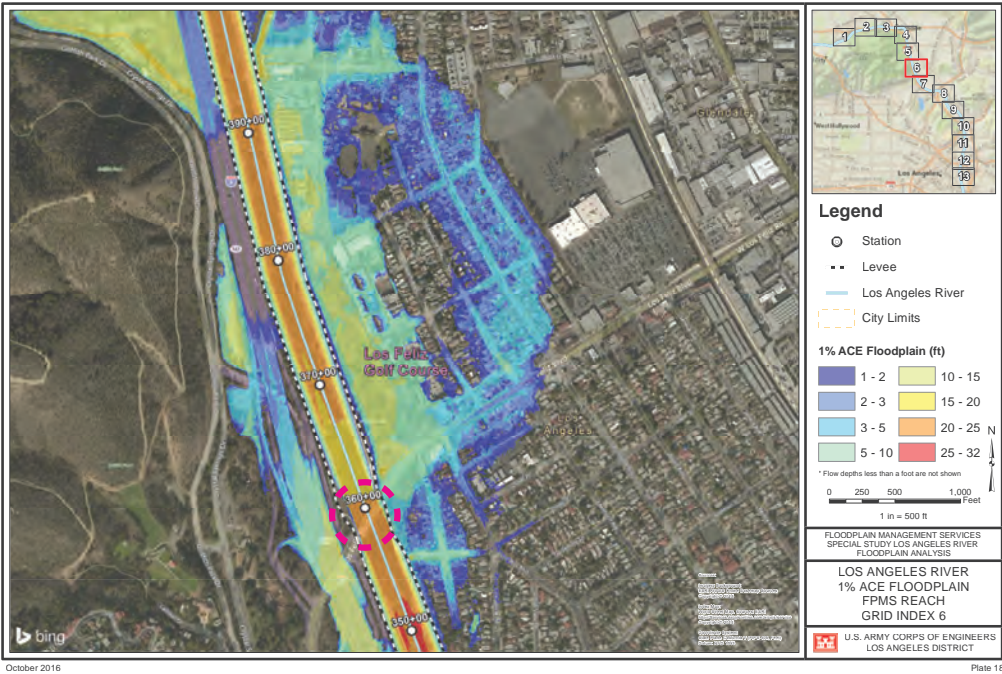 390+00
380+00
370+00
360+00
350+00
Los Feliz
Golf Course
Glendale
Los
Angeles
bing
1
2
3
4
5
6
7
8
9
10
11
12
13
West Hollywood
Los Angeles
Legend
Station
Levee
Los Angeles River
City Limits
1% ACE Floodplain (ft)
1 - 2
10 - 15
2 - 3
15 - 20
3 - 5
20 - 25
5 - 10
25 - 32
* Flow depths less than a foot are not shown
N
0 250 500 1,000
Feet
1 in = 500 ft
FLOODPLAIN MANAGEMENT SERVICES
SPECIAL STUDY LOS ANGELES RIVER
FLOODPLAIN ANALYSIS
LOS ANGELES RIVER
1% ACE FLOODPLAIN
FPMS REACH
GRID INDEX 6
U.S. ARMY CORPS OF ENGINEERS
LOS ANGELES DISTRICT
October 2016
Plate 18